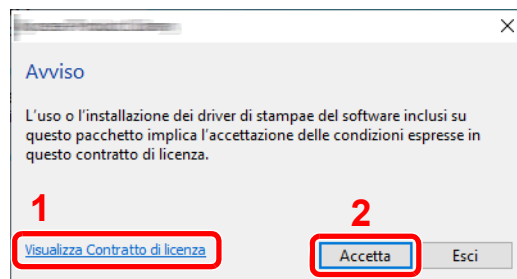 Avviso
L'uso o l'installazione dei driver di stampae del software inclusi su
questo pacchetto implica l'accettazione delle condizioni espresse in
questo contratto di licenza.
1
2
Visualizza Contratto di licenza
Accetta
Esci